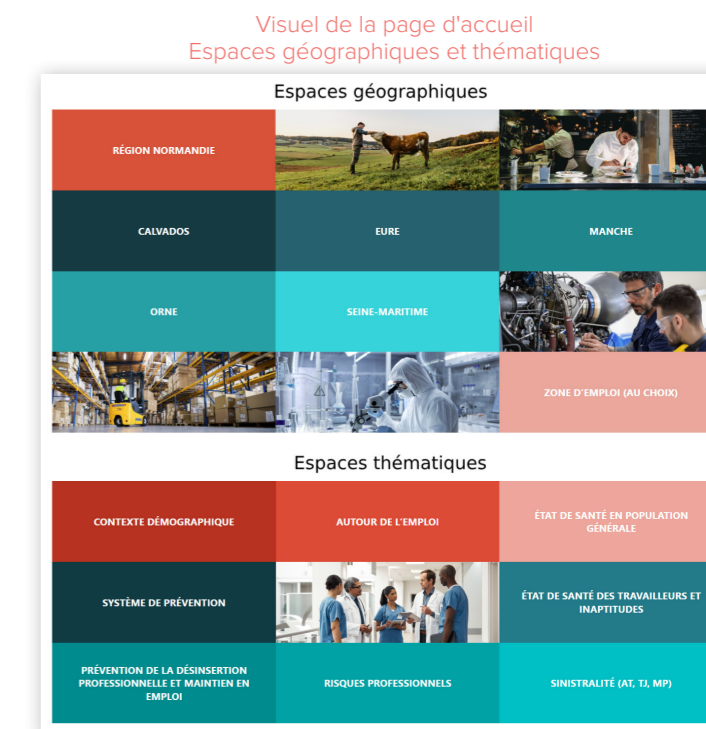 Visuel de la page d'accueil
Espaces géographiques et thématiques
Espaces géographiques
RÉGION NORMANDIE
CALVADOS
EURE
MANCHE
ORNE
SEINE-MARITIME
ZONE D'EMPLOI (AU CHOIX)
Espaces thématiques
CONTEXTE DÉMOGRAPHIQUE
AUTOUR DE L'EMPLOI
ÉTAT DE SANTÉ EN POPULATION
GÉNÉRALE
SYSTÈME DE PRÉVENTION
ÉTAT DE SANTÉ DES TRAVAILLEURS ET
INAPTITUDES
PRÉVENTION DE LA DÉSINSERTION
PROFESSIONNELLE ET MAINTIEN EN
EMPLOI
RISQUES PROFESSIONNELS
SINISTRALITÉ (AT, TJ, MP)